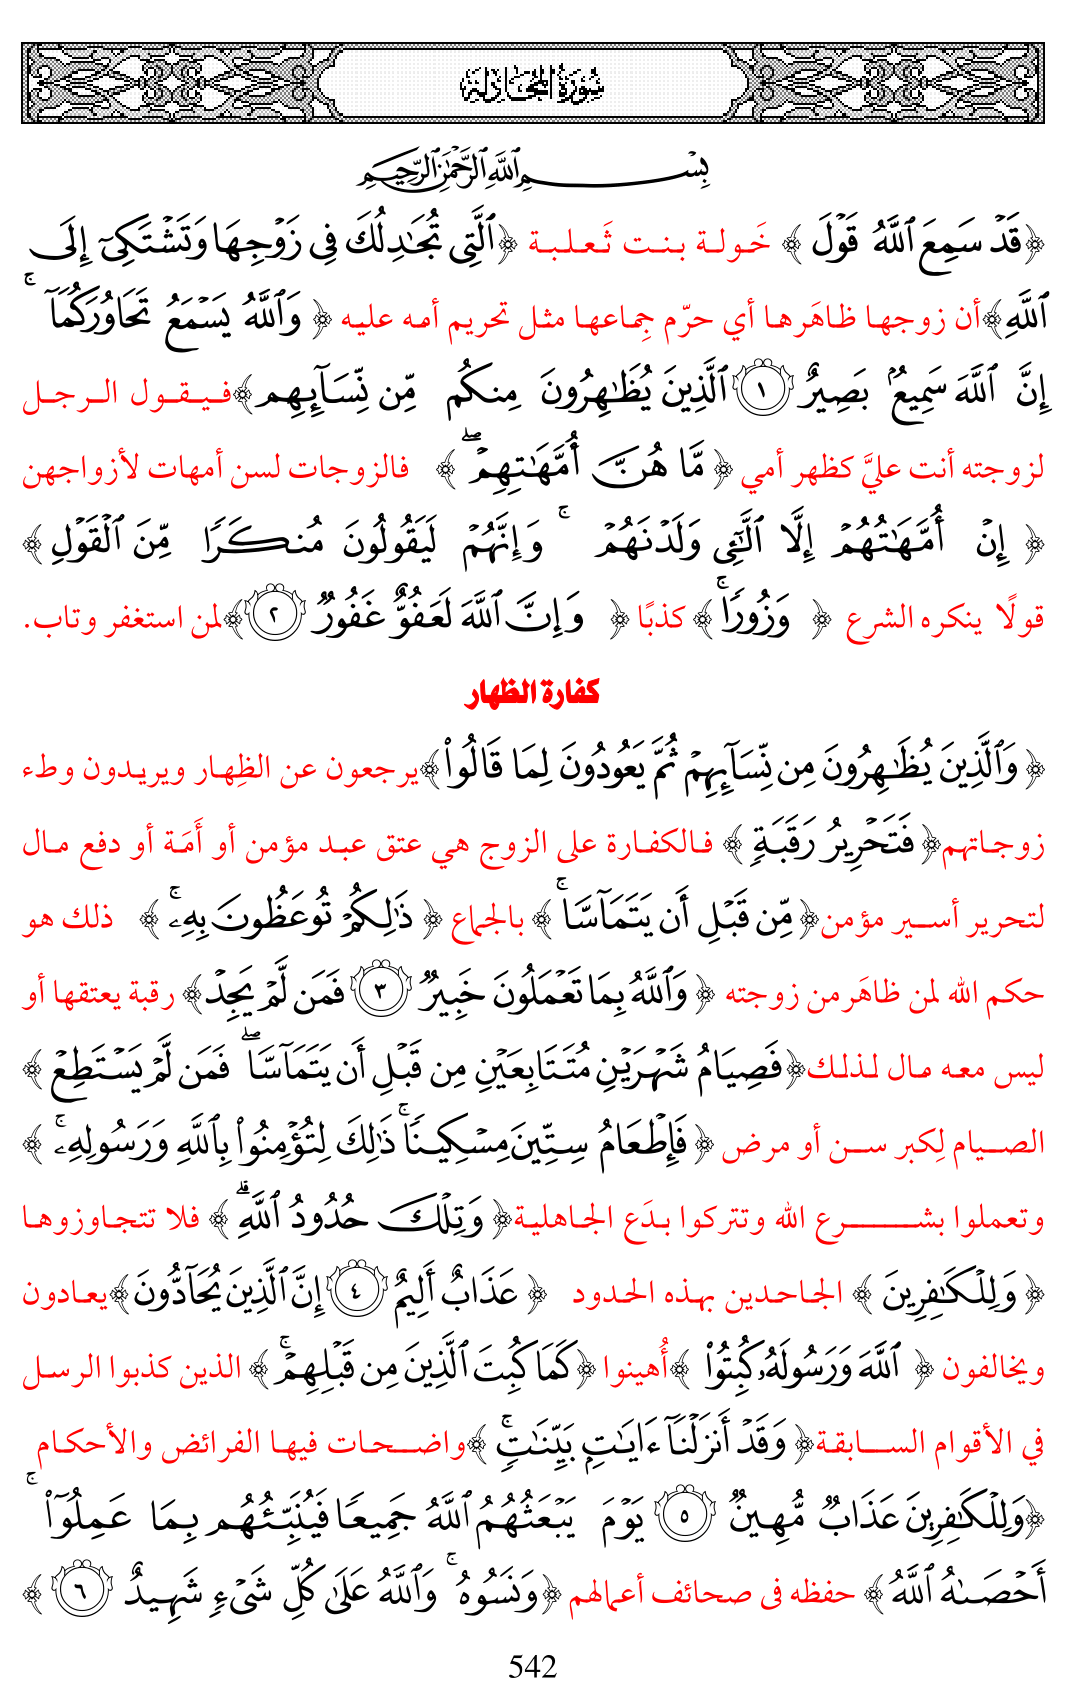 سُورَةُ المُجَادلة
بِسْمِ ٱللَّهِ ٱلرَّحْمَٰنِ ٱلرَّحِيمِ
﴿قَدْ سَمِعَ ٱللَّهُ قَوْلَ ﴾ خَولة بنت ثَعلبة ﴿ٱلَّتِي تُجَٰدِلُكَ فِي زَوْجِهَا وَتَشْتَكِيٓ إِلَى
ٱللَّهِ﴾أن زوجها ظاهَرها أي حرّم جِماعها مثل تحريم أمه عليه ﴿ وَٱللَّهُ يَسْمَعُ تَحَاوُرَكُمَآۚ
إِنَّ ٱللَّهَ سَمِيعُۢ بَصِيرٌ ١ ٱلَّذِينَ يُظَٰهِرُونَ مِنكُم مِّن نِّسَآئِهِم﴾فيقول الرجل
لزوجته أنت عليَّ كظهر أمي ﴿ مَّا هُنَّ أُمَّهَٰتِهِمْۖ ﴾ فالزوجات لسن أمهات لأزواجهن
﴿ إِنْ أُمَّهَٰتُهُمْ إِلَّا ٱلَّٰٓئِي وَلَدْنَهُمْۚ وَإِنَّهُمْ لَيَقُولُونَ مُنكَرًا مِّنَ ٱلْقَوْلِ ﴾
قولًا ينكره الشرع ﴿ وَزُورًاۚ ﴾ كذبًا ﴿ وَإِنَّ ٱللَّهَ لَعَفُوٌّ غَفُورٌ ٢ ﴾لمن استغفر وتاب.
كفارة الظهار
﴿ وَٱلَّذِينَ يُظَٰهِرُونَ مِن نِّسَآئِهِمْ ثُمَّ يَعُودُونَ لِمَا قَالُوا۟﴾يرجعون عن الظِهار ويريدون وطء
زوجاتهم﴿ فَتَحْرِيرُ رَقَبَةٍ ﴾ فالكفارة على الزوج هي عتق عبد مؤمن أو أَمَة أو دفع مال
لتحرير أسير مؤمن﴿ مِّن قَبْلِ أَن يَتَمَآسَّاۚ ﴾ بالجماع ﴿ ذَٰلِكُمْ تُوعَظُونَ بِهِۦۚ ﴾ ذلك هو
حكم الله لمن ظاهَر من زوجته ﴿ وَٱللَّهُ بِمَا تَعْمَلُونَ خَبِيرٌ ٣ فَمَن لَّمْ يَجِدْ﴾ رقبة يعتقها أو
ليس معه مال لذلك﴿ فَصِيَامُ شَهْرَيْنِ مُتَتَابِعَيْنِ مِن قَبْلِ أَن يَتَمَآسَّاۖ فَمَن لَّمْ يَسْتَطِعْ ﴾
الصيام لِكبر سن أو مرض ﴿ فَإِطْعَامُ سِتِّينَ مِسْكِينًاۚ ذَٰلِكَ لِتُؤْمِنُوا۟ بِٱللَّهِ وَرَسُولِهِۦۚ ﴾
وتعملوا بشرع الله وتتركوا بدَع الجاهلية﴿ وَتِلْكَ حُدُودُ ٱللَّهِۗ ﴾ فلا تتجاوزوها
﴿ وَلِلْكَٰفِرِينَ ﴾ الجاحدين بهذه الحدود ﴿ عَذَابٌ أَلِيمٌ ٤ إِنَّ ٱلَّذِينَ يُحَآدُّونَ﴾يعادون
ويخالفون ﴿ ٱللَّهَ وَرَسُولَهُۥ كُبِتُوا۟ ﴾أُهينوا ﴿كَمَا كُبِتَ ٱلَّذِينَ مِن قَبْلِهِمْۚ ﴾ الذين كذبوا الرسل
في الأقوام السابقة﴿ وَقَدْ أَنزَلْنَآ ءَايَٰتِۭ بَيِّنَٰتٍۚ ﴾واضحات فيها الفرائض والأحكام
﴿وَلِلْكَٰفِرِينَ عَذَابٌ مُّهِينٌ ٥ يَوْمَ يَبْعَثُهُمُ ٱللَّهُ جَمِيعًا فَيُنَبِّئُهُم بِمَا عَمِلُوٓا۟ۚ
أَحْصَىٰهُ ٱللَّهُ ﴾ حفظه في صحائف أعمالهم ﴿وَنَسُوهُۚ وَٱللَّهُ عَلَىٰ كُلِّ شَيْءٍ شَهِيدٌ ٦ ﴾
542